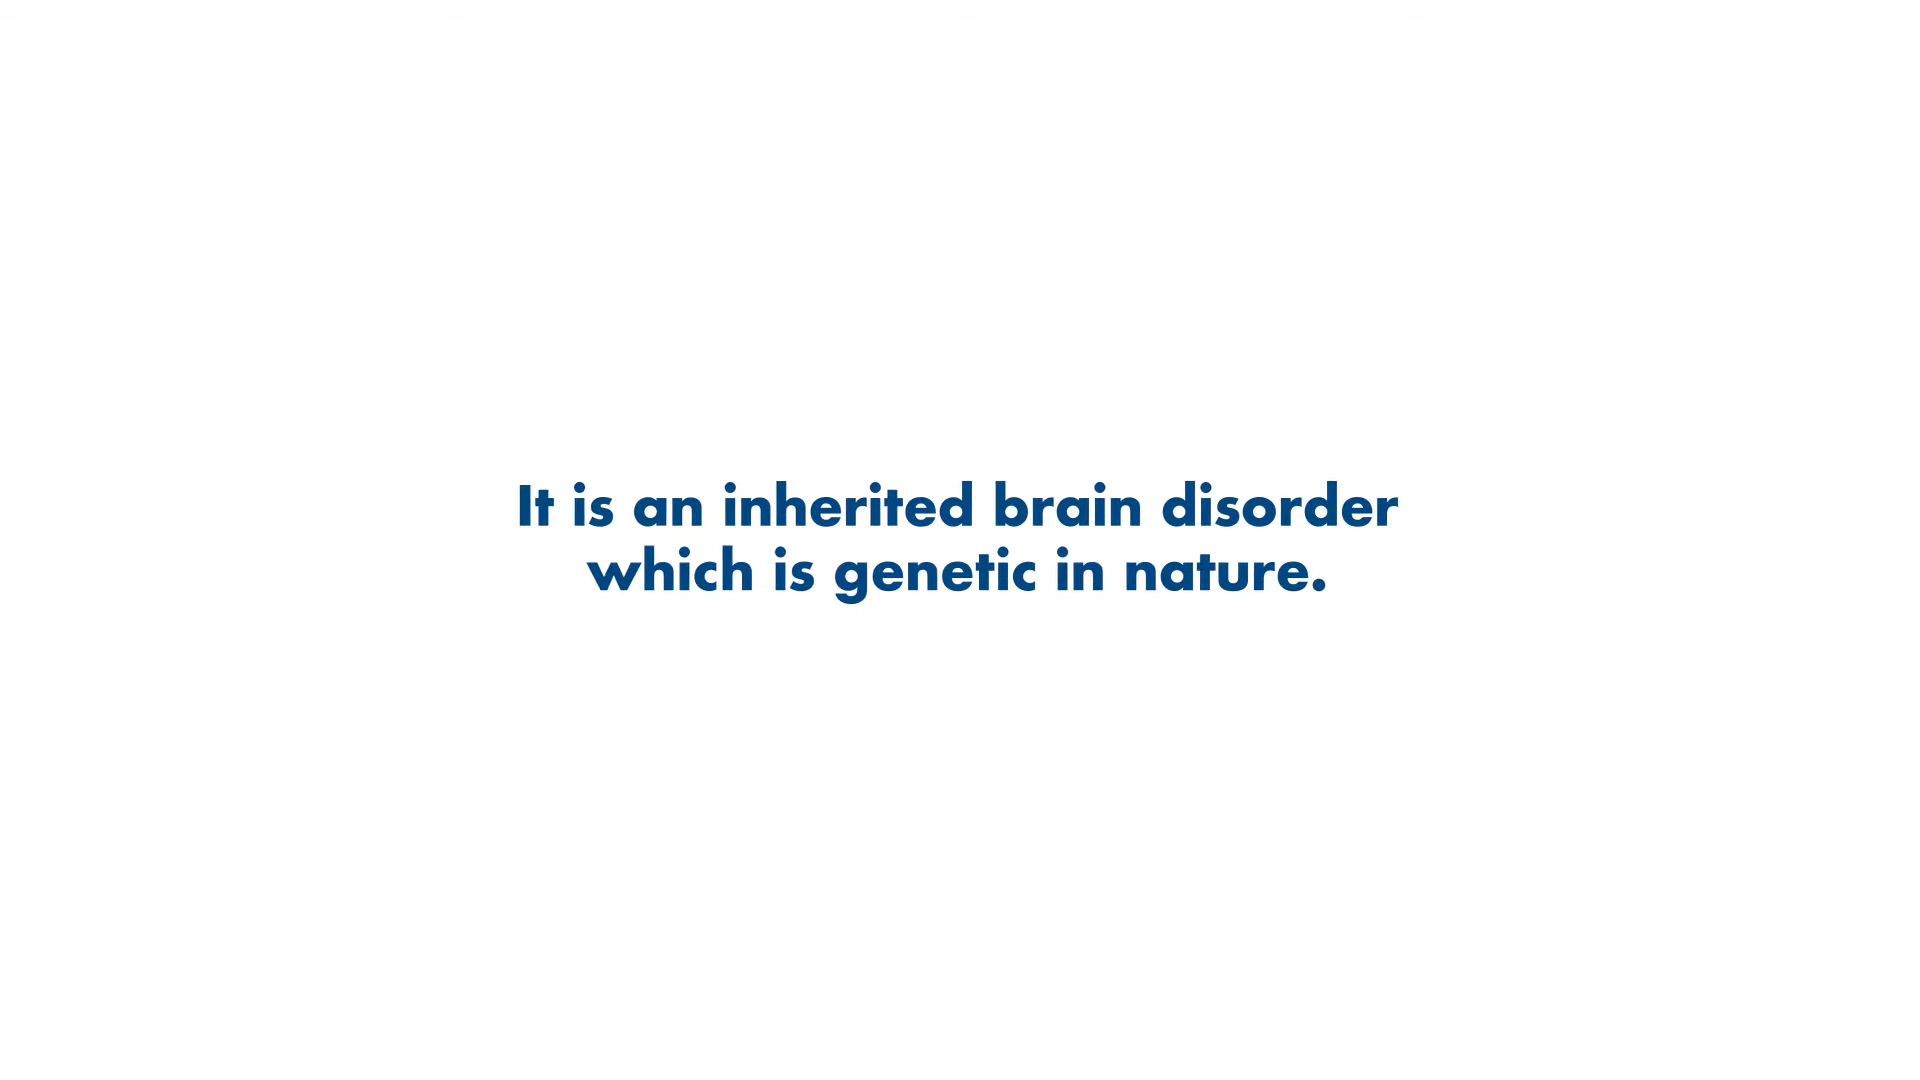 It is an inherited brain disorder
which is genetic in nature.